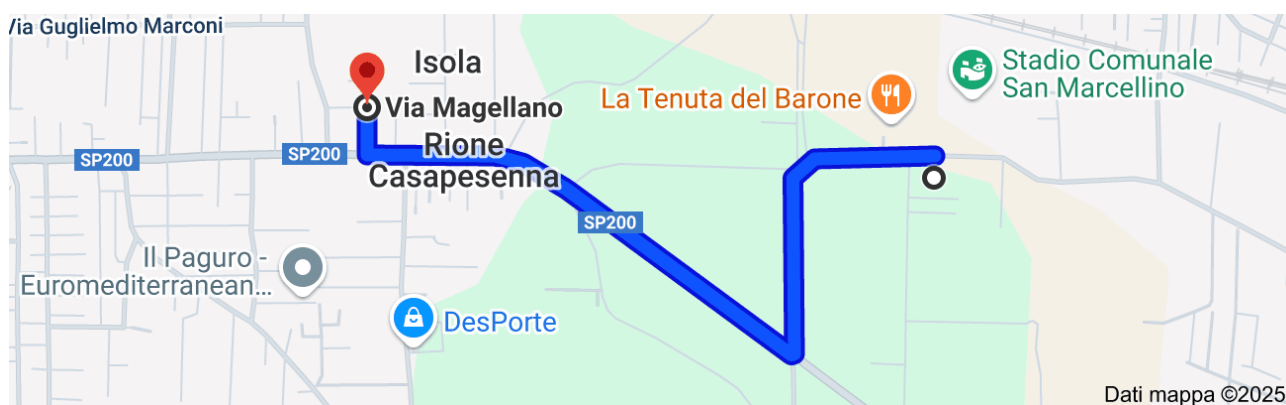 Via Guglielmo Marconi
Isola
Via Magellano
Rione
Casapesenna
SP200
SP200
SP200
La Tenuta del Barone
Stadio Comunale
San Marcellino
Il Paguro -
Euromediterranean...
DesPorte
Dati mappa ©2025